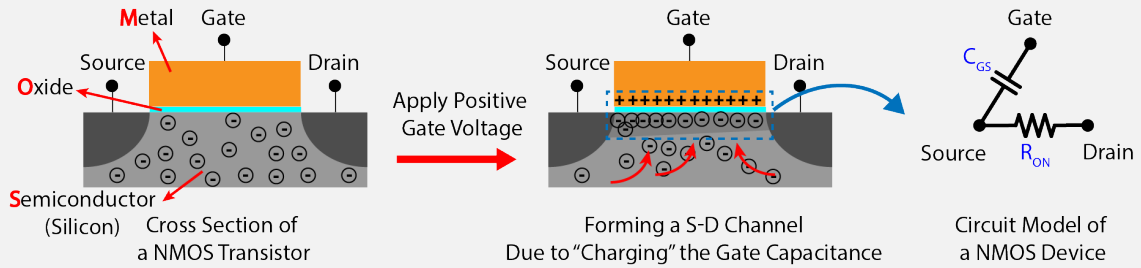 Metal
Gate
Source
Drain
Oxide
Semiconductor
(Silicon)
Cross Section of
a NMOS Transistor
Apply Positive
Gate Voltage
Gate
Source
Drain
+++++++++++
Forming a S-D Channel
Due to "Charging" the Gate Capacitance
Gate
CGS
Source
RON
Drain
Circuit Model of
a NMOS Device